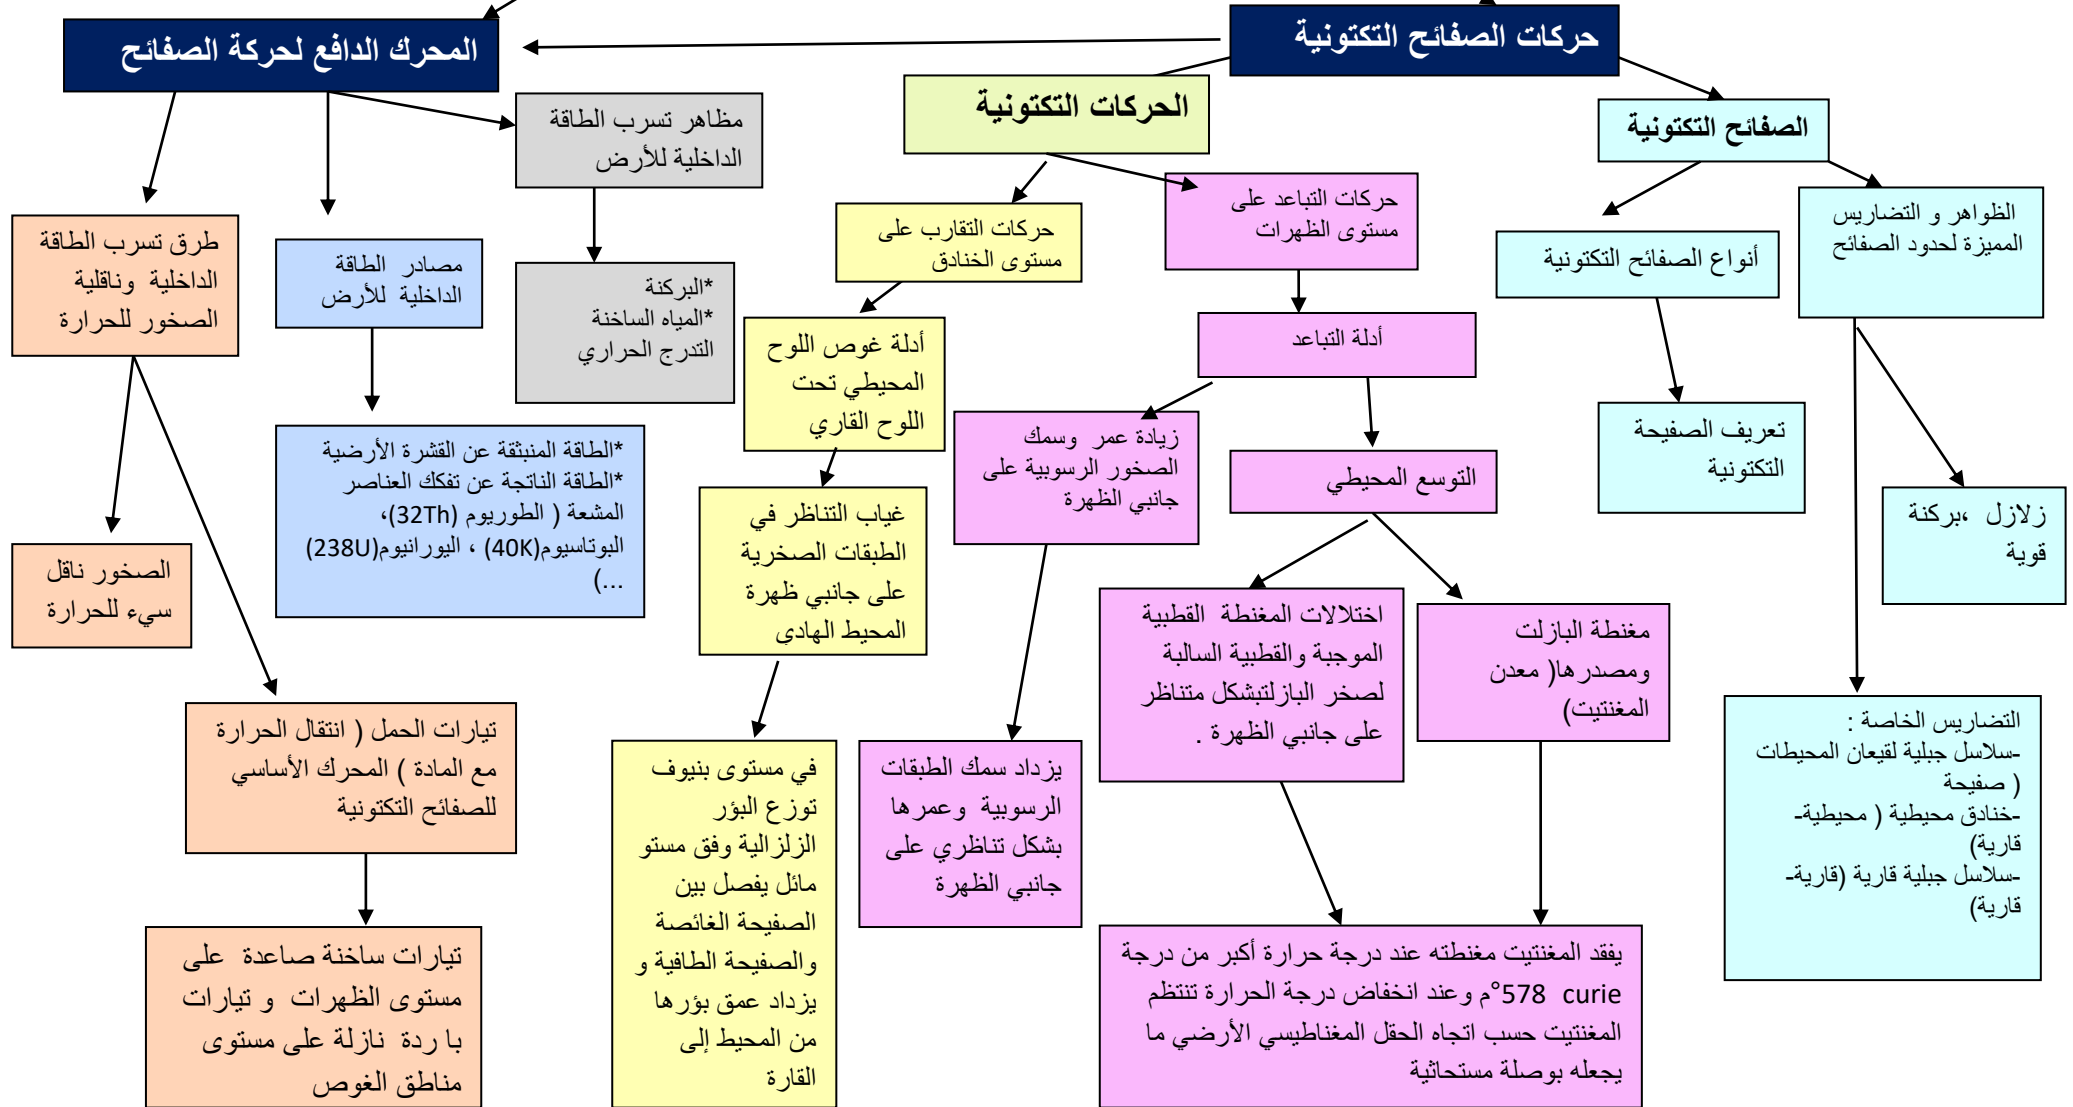 حركات الصفائح التكتونية
المحرك الدافع لحركة الصفائح
الصفائح التكتونية
الظواهر و التضاريس
المميزة لحدود الصفائح
أنواع الصفائح التكتونية
تعريف الصفيحة
التكتونية
زلازل ،بركنة
قوية
التضاريس الخاصة :
-سلاسل جبلية لقيعان المحيطات
( صفيحة
-خنادق محيطية ( محيطية-
قارية)
-سلاسل جبلية قارية (قارية-
قارية)
الحركات التكتونية
حركات التباعد على
مستوى الظهرات
أدلة التباعد
التوسع المحيطي
زيادة عمر وسمك
الصخور الرسوبية على
جانبي الظهرة
مغنطة البازلت
ومصدرها( معدن
المغنتيت)
اختلالات المغنطة القطبية
الموجبة والقطبية السالبة
لصخر البازلتبشكل متناظر
على جانبي الظهرة .
يزداد سمك الطبقات
الرسوبية وعمرها
بشكل تناظري على
جانبي الظهرة
يفقد المغنتيت مغنطته عند درجة حرارة أكبر من درجة
curie 578°م وعند انخفاض درجة الحرارة تنتظم
المغنتيت حسب اتجاه الحقل المغناطيسي الأرضي ما
يجعله بوصلة مستحاثية
حركات التقارب على
مستوى الخنادق
أدلة غوص اللوح
المحيطي تحت
اللوح القاري
غياب التناظر في
الطبقات الصخرية
على جانبي ظهرة
المحيط الهادي
في مستوى بنيوف
توزع البؤر
الزلزالية وفق مستو
مائل يفصل بين
الصفيحة الغائصة
والصفيحة الطافية و
يزداد عمق بؤرها
من المحيط إلى
القارة
مظاهر تسرب الطاقة
الداخلية للأرض
*البركنة
*المياه الساخنة
التدرج الحراري
مصادر الطاقة
الداخلية للأرض
*الطاقة المنبثقة عن القشرة الأرضية
*الطاقة الناتجة عن تفكك العناصر
المشعة ( الطوريوم (32Th)،
البوتاسيوم(40K) ، اليورانيوم(238U)
...)
طرق تسرب الطاقة
الداخلية وناقلية
الصخور للحرارة
الصخور ناقل
سيء للحرارة
تيارات الحمل ( انتقال الحرارة
مع المادة ) المحرك الأساسي
للصفائح التكتونية
تيارات ساخنة صاعدة على
مستوى الظهرات و تيارات
با ردة نازلة على مستوى
مناطق الغوص